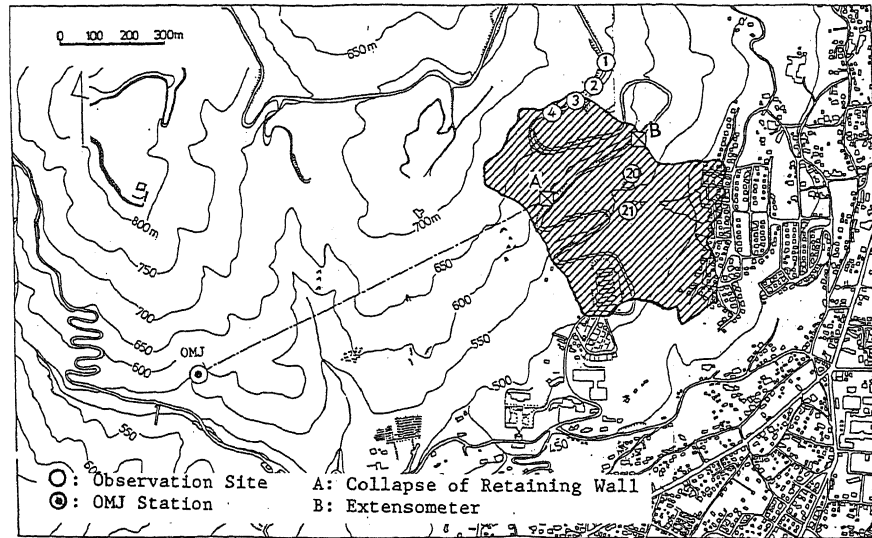 0 100 200 300m
650m
1
2
3
4
B
20
A
21
800m
700m
750
650
700
600
650
550
600
OMJ
500
550
450
○: Observation Site A: Collapse of Retaining Wall
◉: OMJ Station B: Extensometer